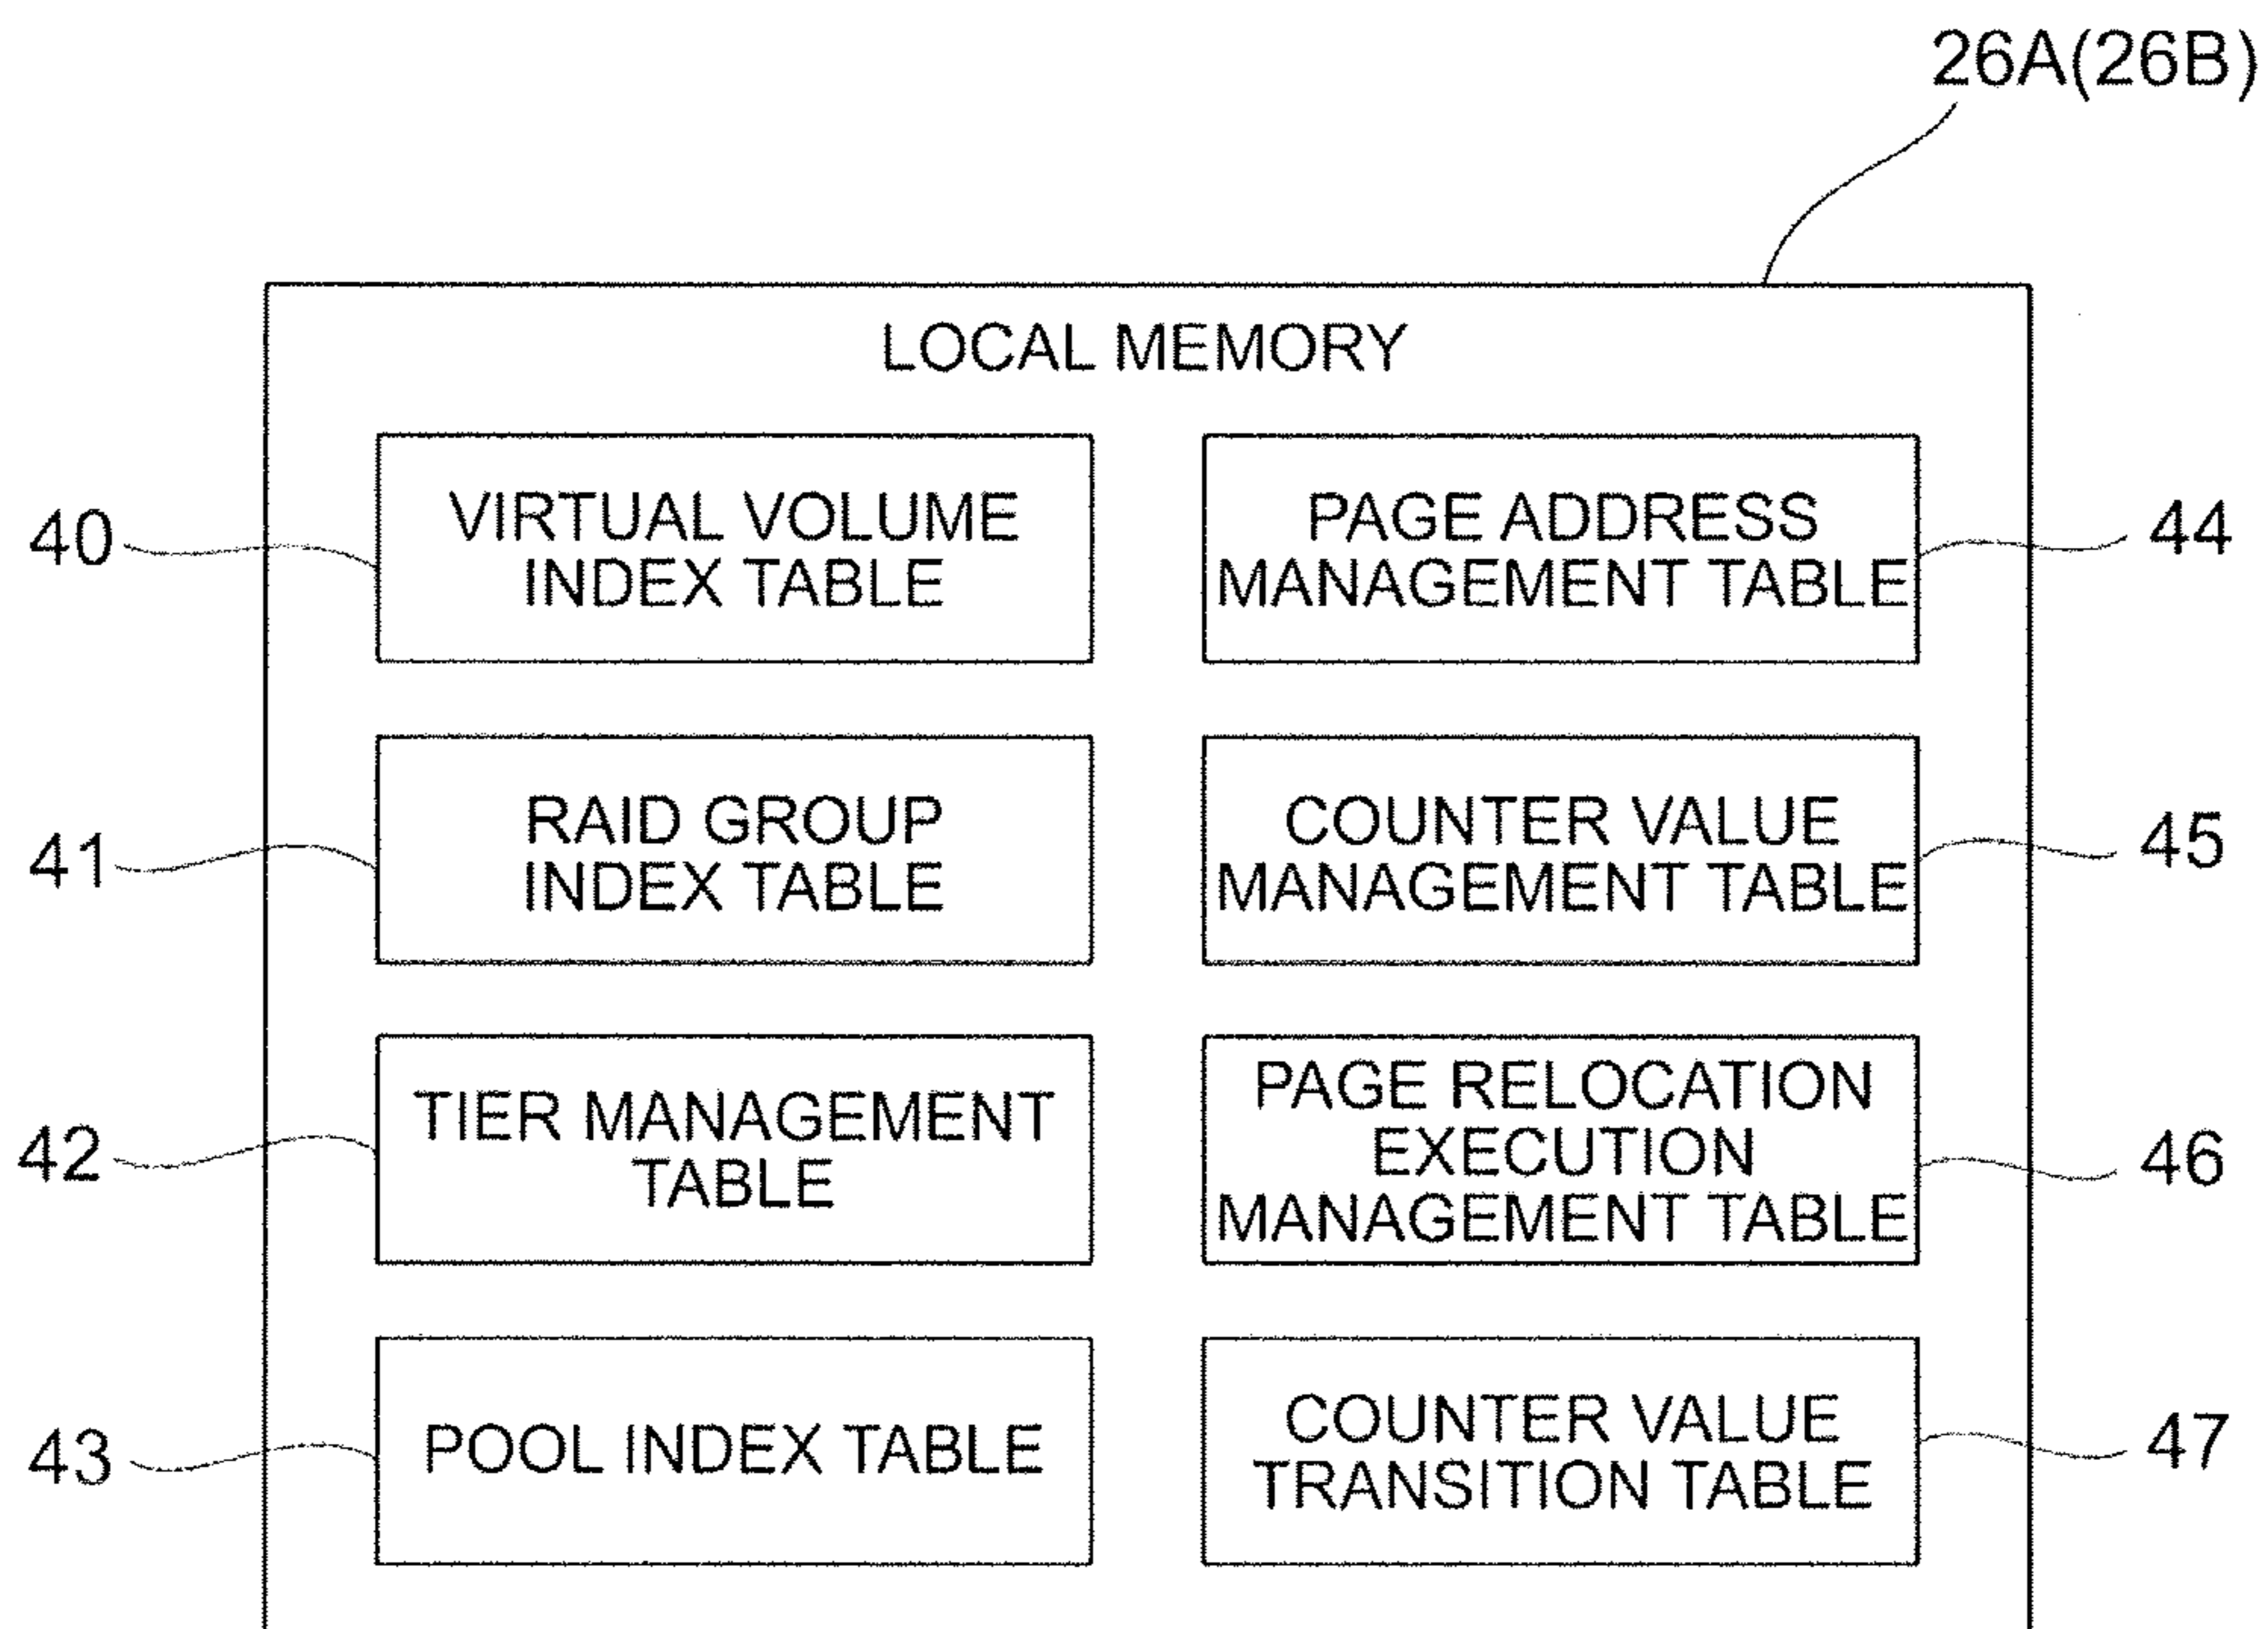 26A(26B)
LOCAL MEMORY
40
VIRTUAL VOLUME
INDEX TABLE
PAGE ADDRESS
MANAGEMENT TABLE
44
41
RAID GROUP
INDEX TABLE
COUNTER VALUE
MANAGEMENT TABLE
45
42
TIER MANAGEMENT
TABLE
PAGE RELOCATION
EXECUTION
MANAGEMENT TABLE
46
43
POOL INDEX TABLE
COUNTER VALUE
TRANSITION TABLE
47